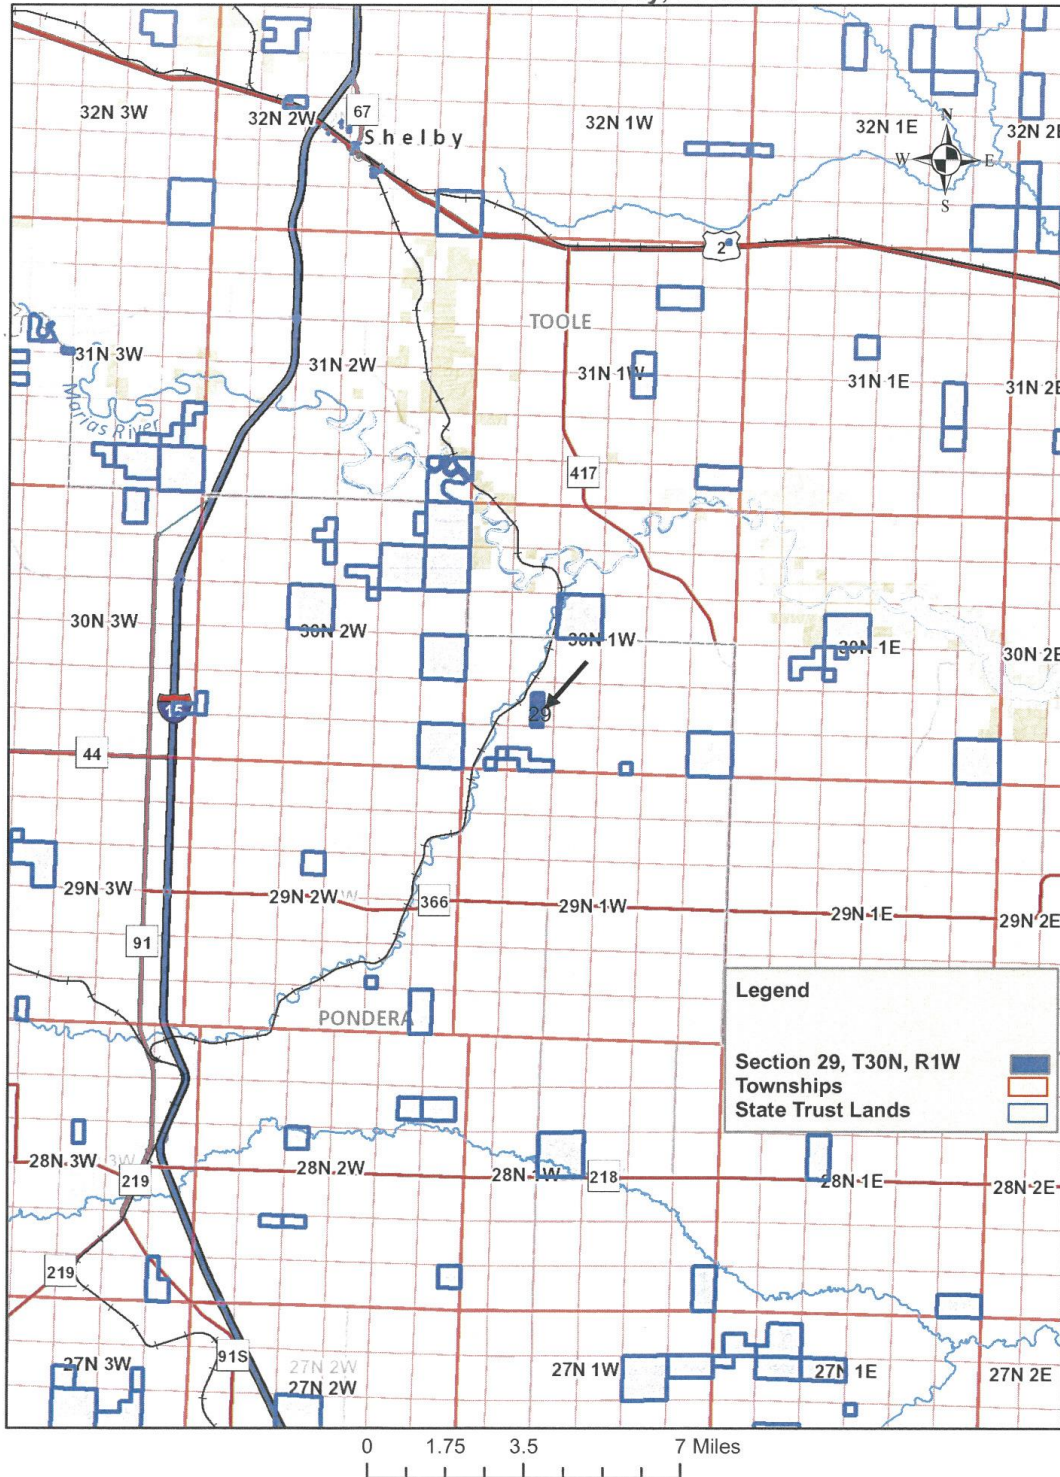 32N 3W
32N 2W
67
Shelby
32N 1W
32N 1E
32N 2E
N
W
E
S
2
TOOLE
31N 3W
31N 2W
31N 1W
31N 1E
31N 2E
Marias River
417
30N 3W
30N 2W
30N 1W
30N 1E
30N 2E
15
29
44
29N 3W
29N 2W
366
29N 1W
29N 1E
29N 2E
91
PONDERA
Legend
Section 29, T30N, R1W
Townships
State Trust Lands
28N 3W
28N 2W
28N 1W
218
28N 1E
28N 2E
219
219
91S
27N 3W
27N 2W
27N 2W
27N 1W
27N 1E
27N 2E
0 1.75 3.5 7 Miles